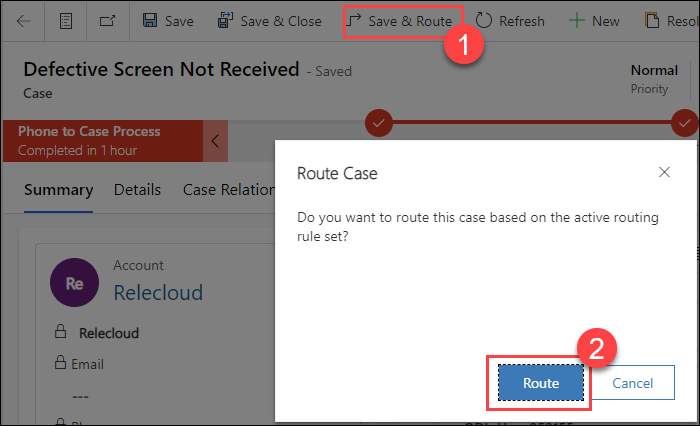 Save
Save & Close
Save & Route
Refresh
New
1
Defective Screen Not Received - Saved
Case
Normal
Priority
Phone to Case Process
Completed in 1 hour
Summary
Details
Case Relation
Route Case
Do you want to route this case based on the active routing
rule set?
Re
Account
Relecloud
Relecloud
Email
---
2
Route
Cancel